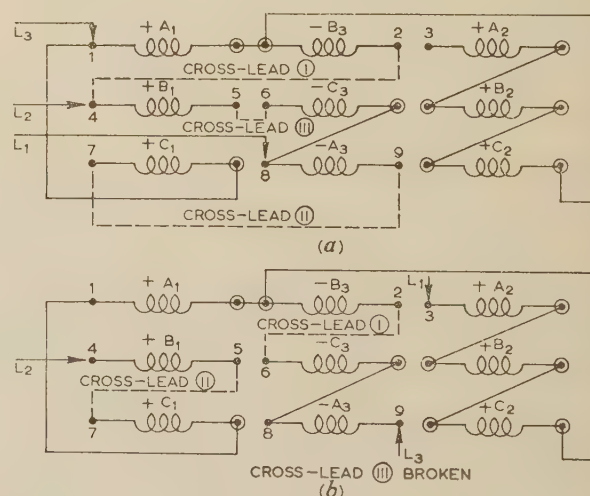 L3 + A1 − B3 2 3 + A2
1
CROSS-LEAD I
L2 4 + B1 5 6 − C3 + B2
CROSS-LEAD III
L1
7 + C1 8 − A3 9 + C2
CROSS-LEAD II
(a)
1 + A1 − B3 2 L1 3 + A2
CROSS-LEAD I
4 + B1 5 6 − C3 + B2
L2
CROSS-LEAD II
7 + C1 8 − A3 9 + C2
L3
CROSS-LEAD III BROKEN
(b)